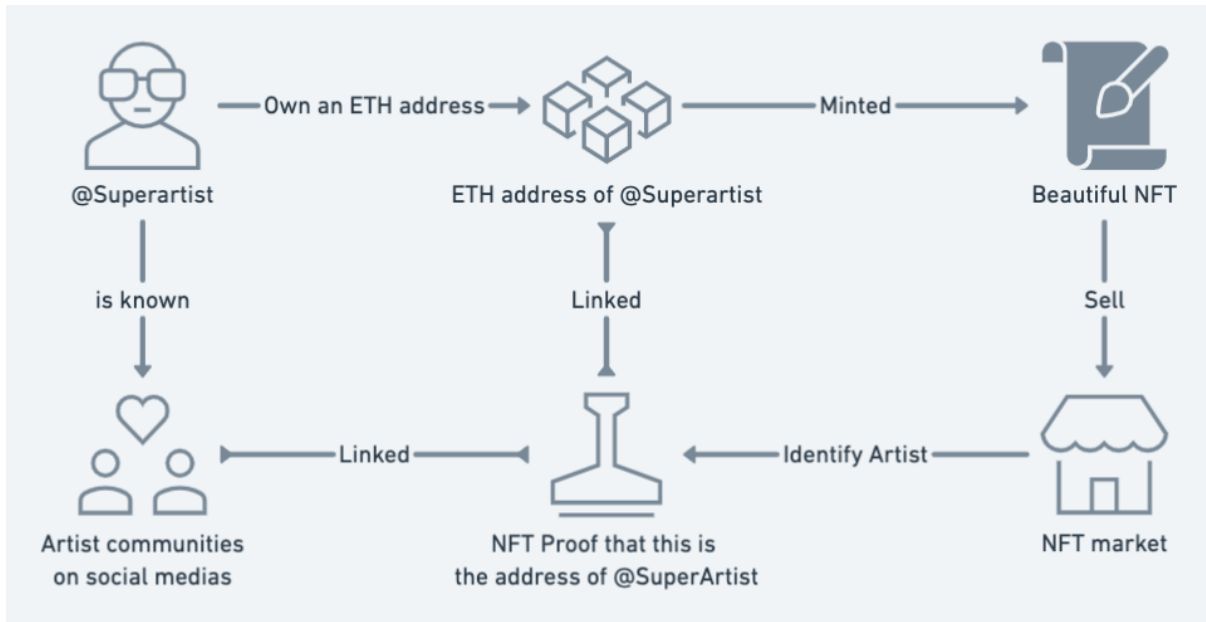 Own an ETH address
Minted
@Superartist
ETH address of @Superartist
Beautiful NFT
is known
Linked
Sell
Linked
Identify Artist
Artist communities
on social medias
NFT Proof that this is
the address of @SuperArtist
NFT market